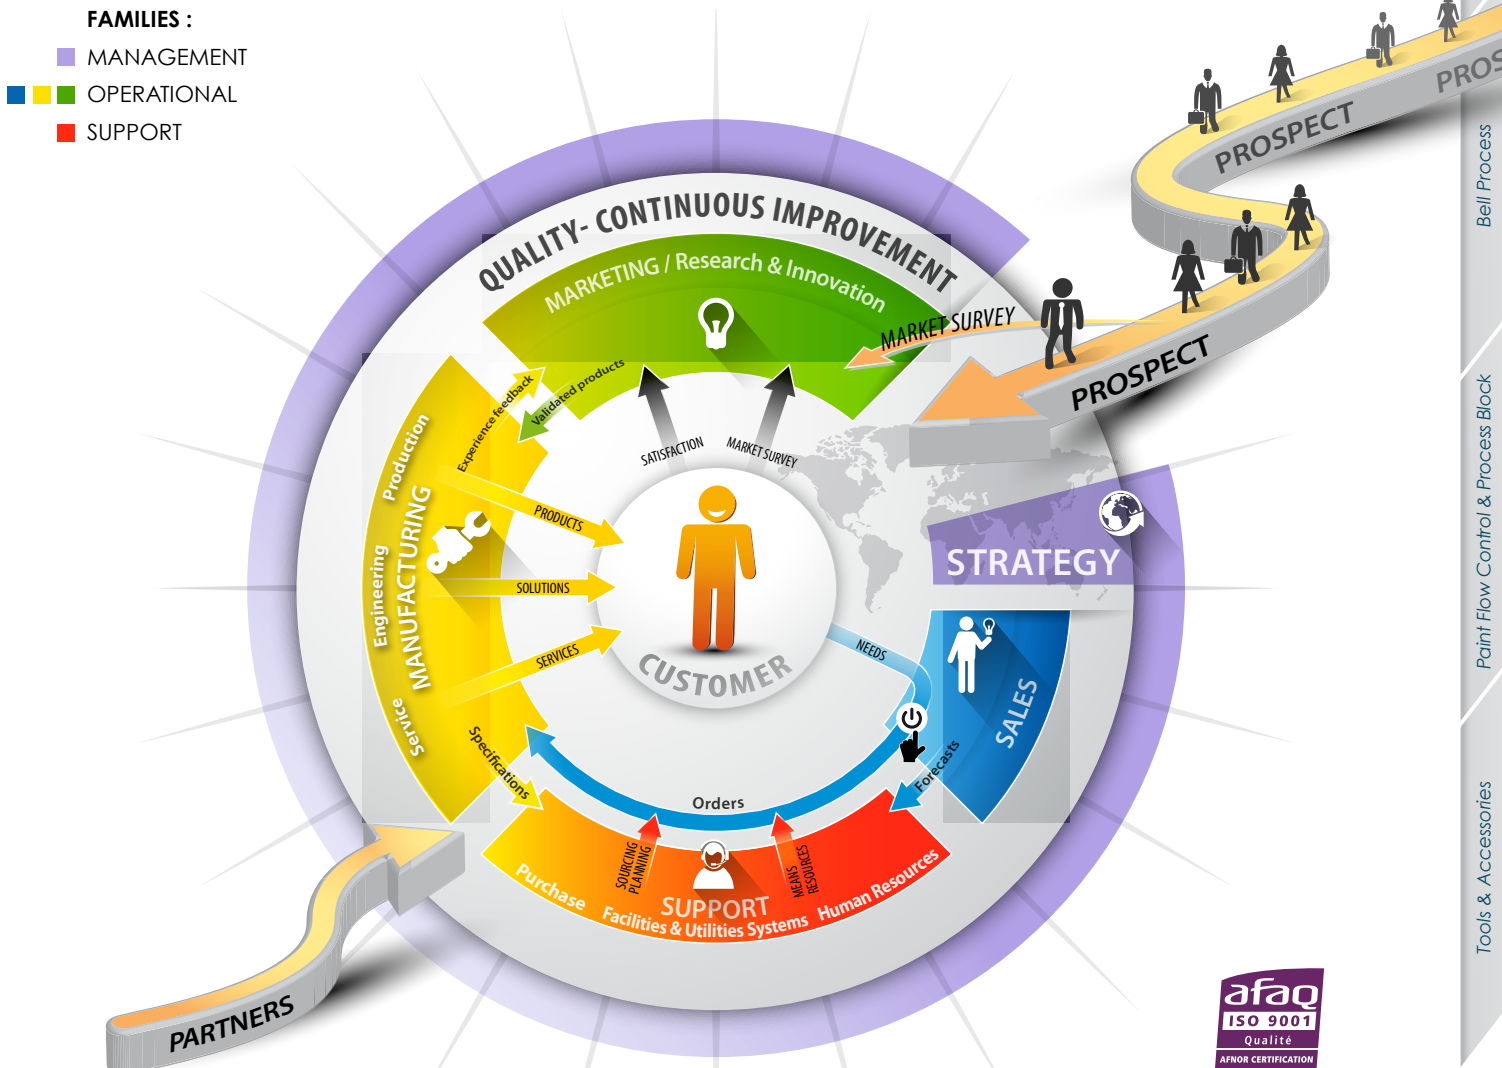 FAMILIES :
MANAGEMENT
OPERATIONAL
SUPPORT
PROSPECT
PROSPECT
QUALITY- CONTINUOUS IMPROVEMENT
MARKETING / Research & Innovation
MARKET SURVEY
PROSPECT
Experience feedback
Validated products
SATISFACTION
MARKET SURVEY
Production
Engineering
Service
MANUFACTURING
PRODUCTS
SOLUTIONS
SERVICES
CUSTOMER
STRATEGY
NEEDS
SALES
Specifications
Forecasts
Orders
SOURCING
PLANNING
MEANS
RESOURCES
Purchase
SUPPORT
Facilities & Utilities Systems
Human Resources
PARTNERS
Bell Process
Paint Flow Control & Process Block
Tools & Accessories
afaq
ISO 9001
Qualité
AFNOR CERTIFICATION